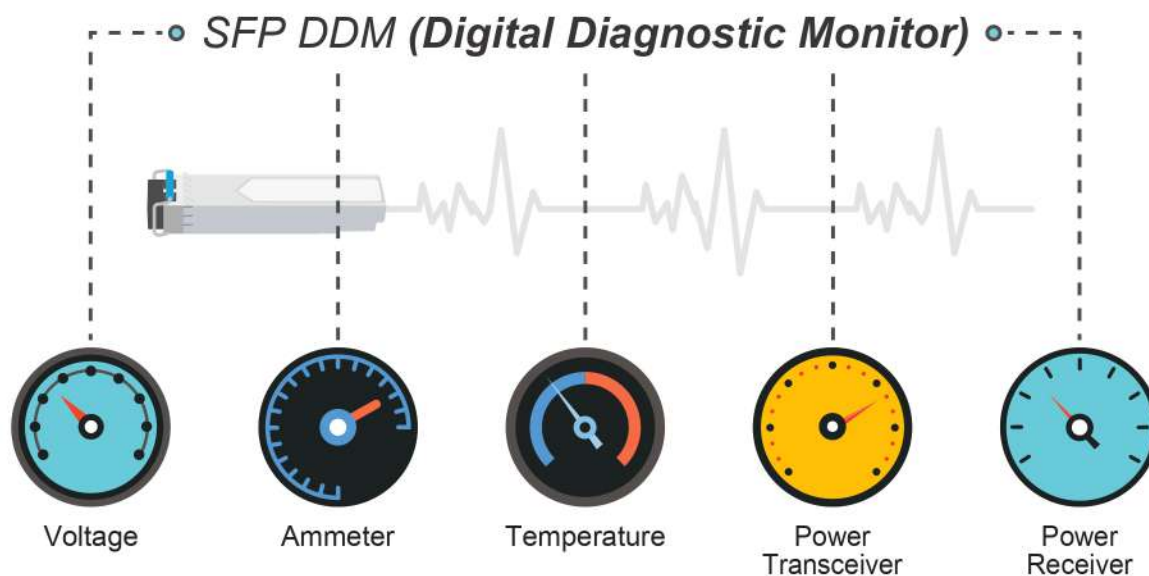 SFP DDM (Digital Diagnostic Monitor)
Voltage
Ammeter
Temperature
Power
Transceiver
Power
Receiver